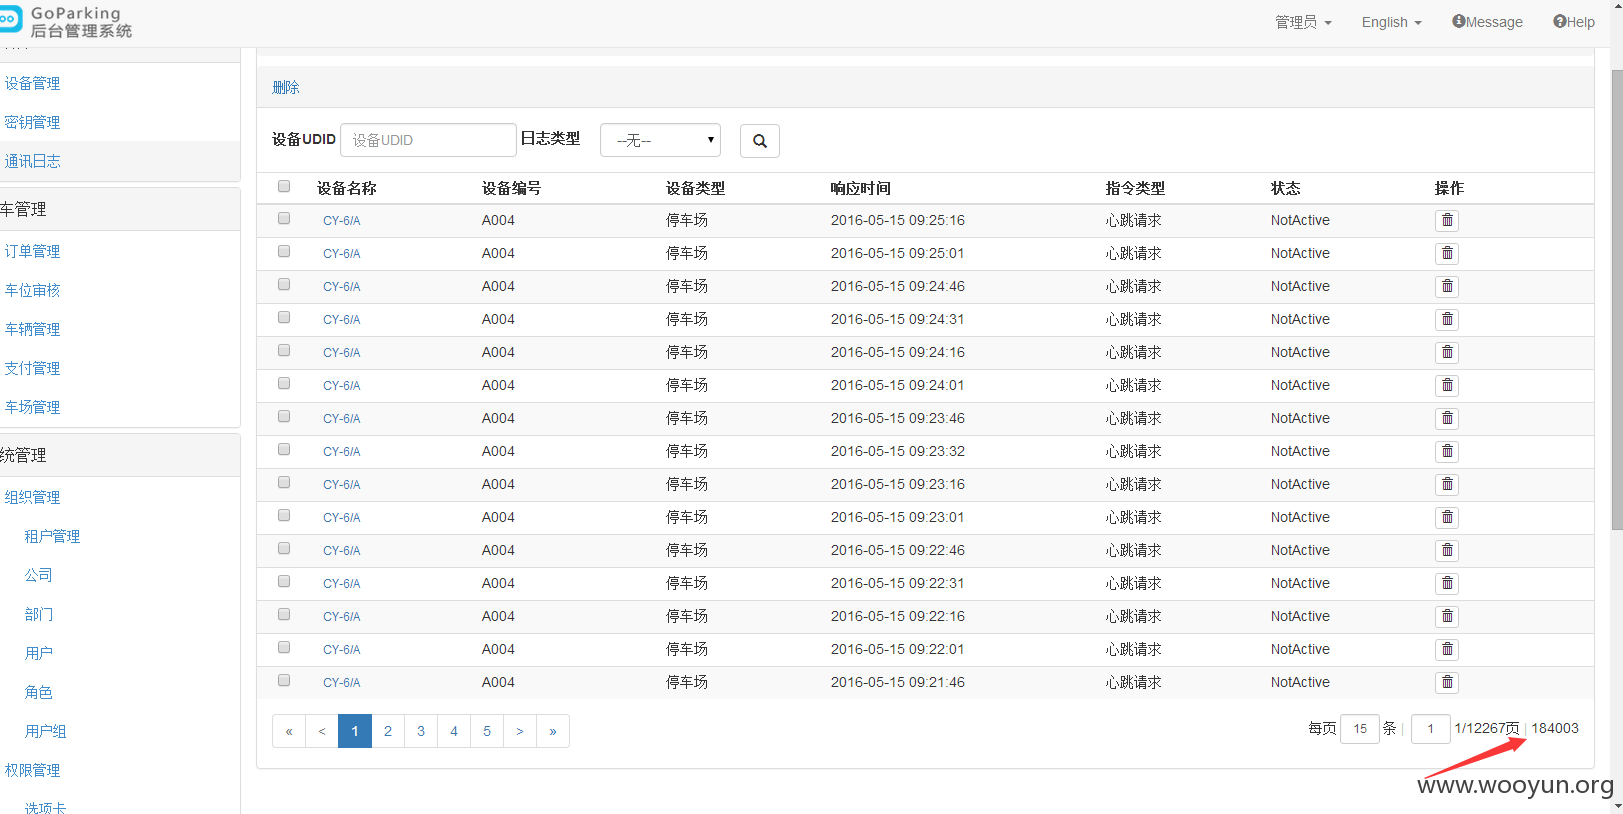 GoParking
后台管理系统
管理员
English
Message
Help
设备管理
密钥管理
通讯日志
车管理
订单管理
车位审核
车辆管理
支付管理
车场管理
统管理
组织管理
租户管理
公司
部门
用户
角色
用户组
权限管理
选项卡
删除
设备UDID 设备UDID 日志类型 --无--
设备名称 设备编号 设备类型 响应时间 指令类型 状态 操作
CY-6/A A004 停车场 2016-05-15 09:25:16 心跳请求 NotActive
CY-6/A A004 停车场 2016-05-15 09:25:01 心跳请求 NotActive
CY-6/A A004 停车场 2016-05-15 09:24:46 心跳请求 NotActive
CY-6/A A004 停车场 2016-05-15 09:24:31 心跳请求 NotActive
CY-6/A A004 停车场 2016-05-15 09:24:16 心跳请求 NotActive
CY-6/A A004 停车场 2016-05-15 09:24:01 心跳请求 NotActive
CY-6/A A004 停车场 2016-05-15 09:23:46 心跳请求 NotActive
CY-6/A A004 停车场 2016-05-15 09:23:32 心跳请求 NotActive
CY-6/A A004 停车场 2016-05-15 09:23:16 心跳请求 NotActive
CY-6/A A004 停车场 2016-05-15 09:23:01 心跳请求 NotActive
CY-6/A A004 停车场 2016-05-15 09:22:46 心跳请求 NotActive
CY-6/A A004 停车场 2016-05-15 09:22:31 心跳请求 NotActive
CY-6/A A004 停车场 2016-05-15 09:22:16 心跳请求 NotActive
CY-6/A A004 停车场 2016-05-15 09:22:01 心跳请求 NotActive
CY-6/A A004 停车场 2016-05-15 09:21:46 心跳请求 NotActive
« < 1 2 3 4 5 > »
每页 15 条 | 1 1/12267页 | 184003
www.wooyun.org